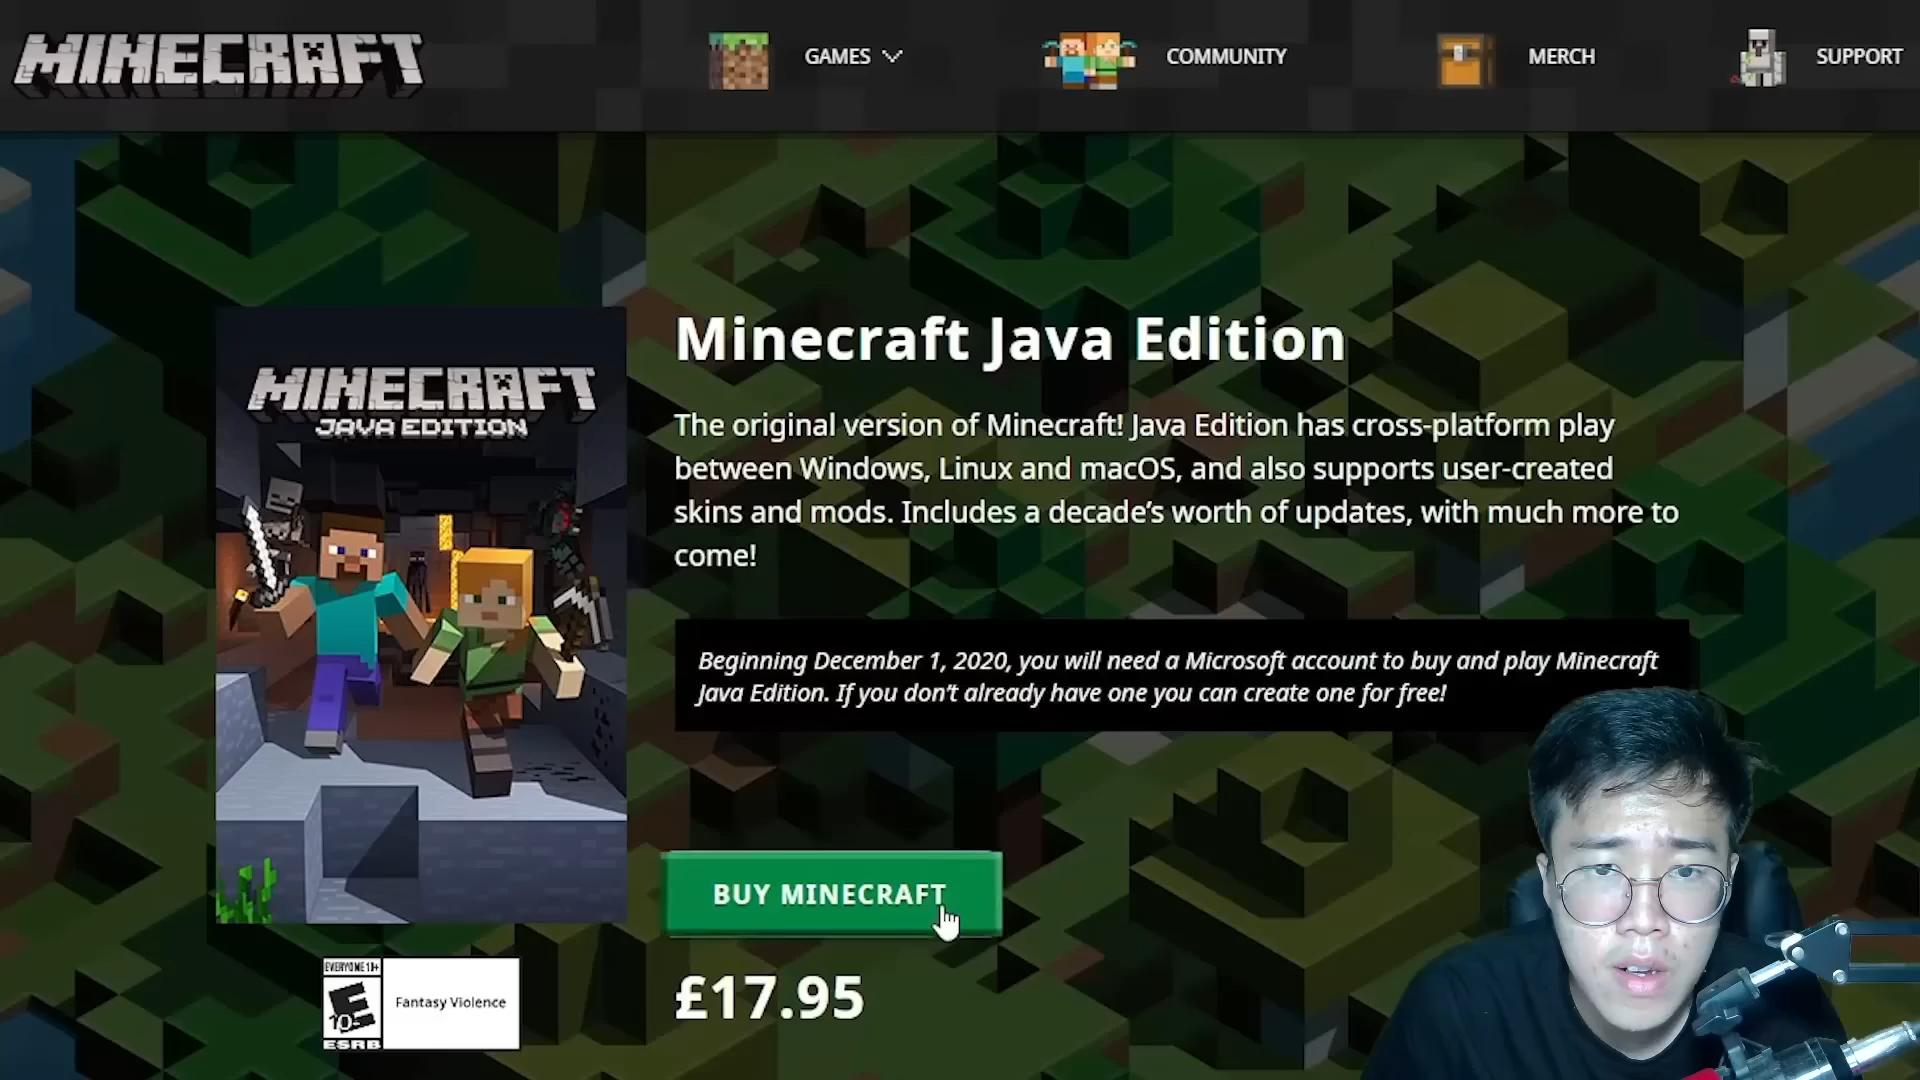 MINECRAFT
GAMES
COMMUNITY
MERCH
SUPPORT
MINECRAFT
JAVA EDITION
Minecraft Java Edition
The original version of Minecraft! Java Edition has cross-platform play
between Windows, Linux and macOS, and also supports user-created
skins and mods. Includes a decade’s worth of updates, with much more to
come!
Beginning December 1, 2020, you will need a Microsoft account to buy and play Minecraft
Java Edition. If you don't already have one you can create one for free!
BUY MINECRAFT
£17.95
EVERYONE 10+
E
10+
ESRB
Fantasy Violence